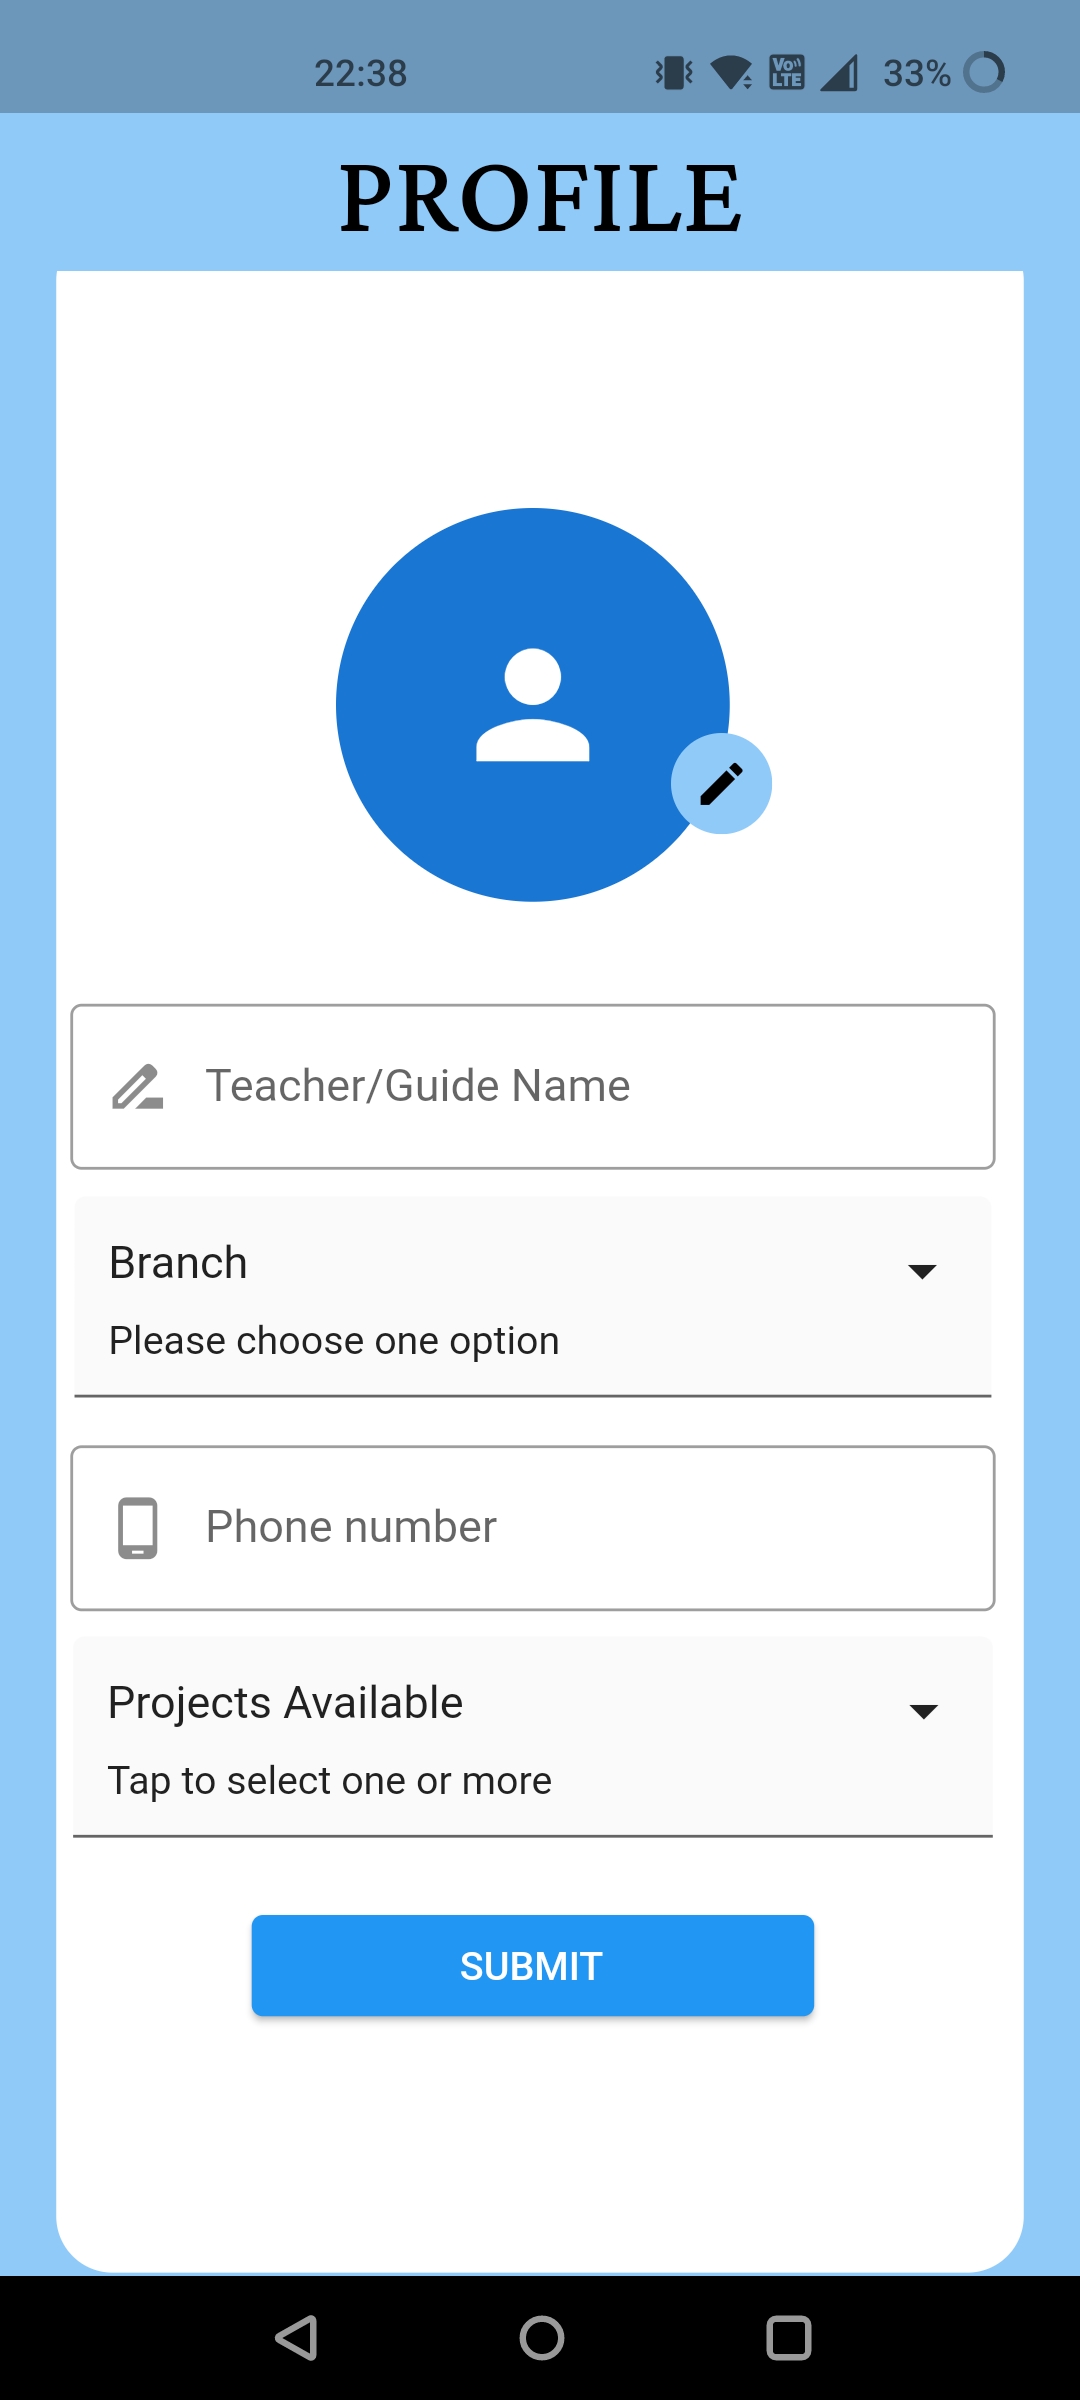 22:38
Vo LTE
33%
PROFILE
Teacher/Guide Name
Branch
Please choose one option
Phone number
Projects Available
Tap to select one or more
SUBMIT